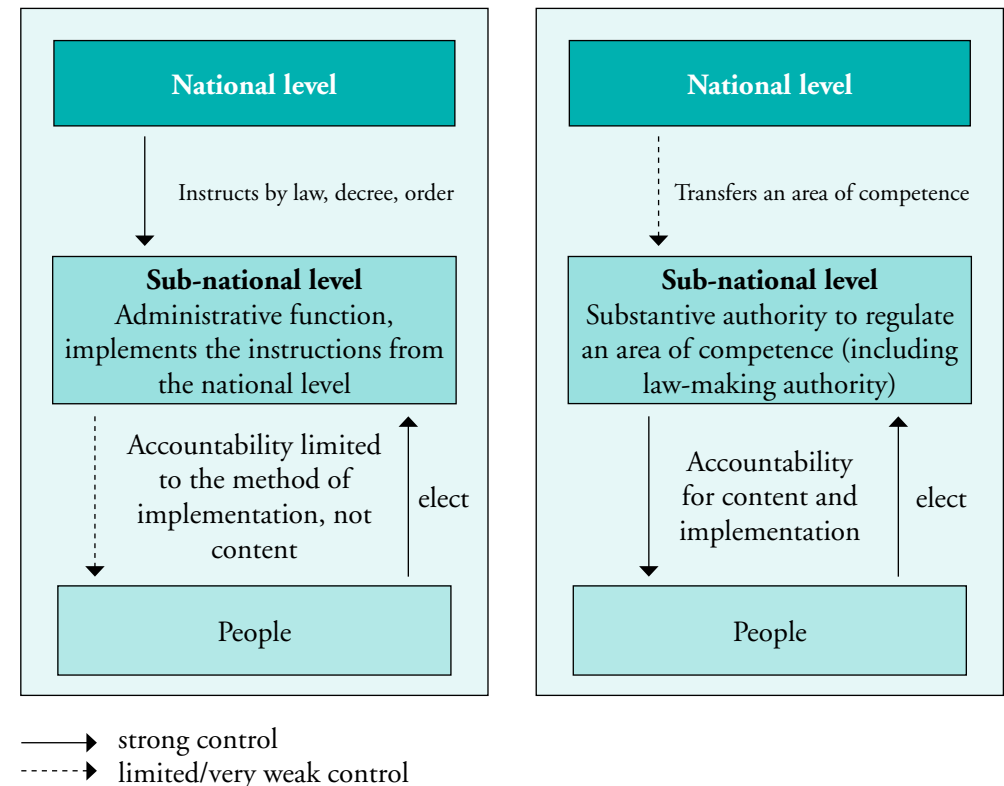 National level
Instructs by law, decree, order
Sub-national level
Administrative function,
implements the instructions from
the national level
Accountability limited
to the method of
implementation, not
content
elect
People
National level
Transfers an area of competence
Sub-national level
Substantive authority to regulate
an area of competence (including
law-making authority)
Accountability
for content and
implementation
elect
People
strong control
limited/very weak control